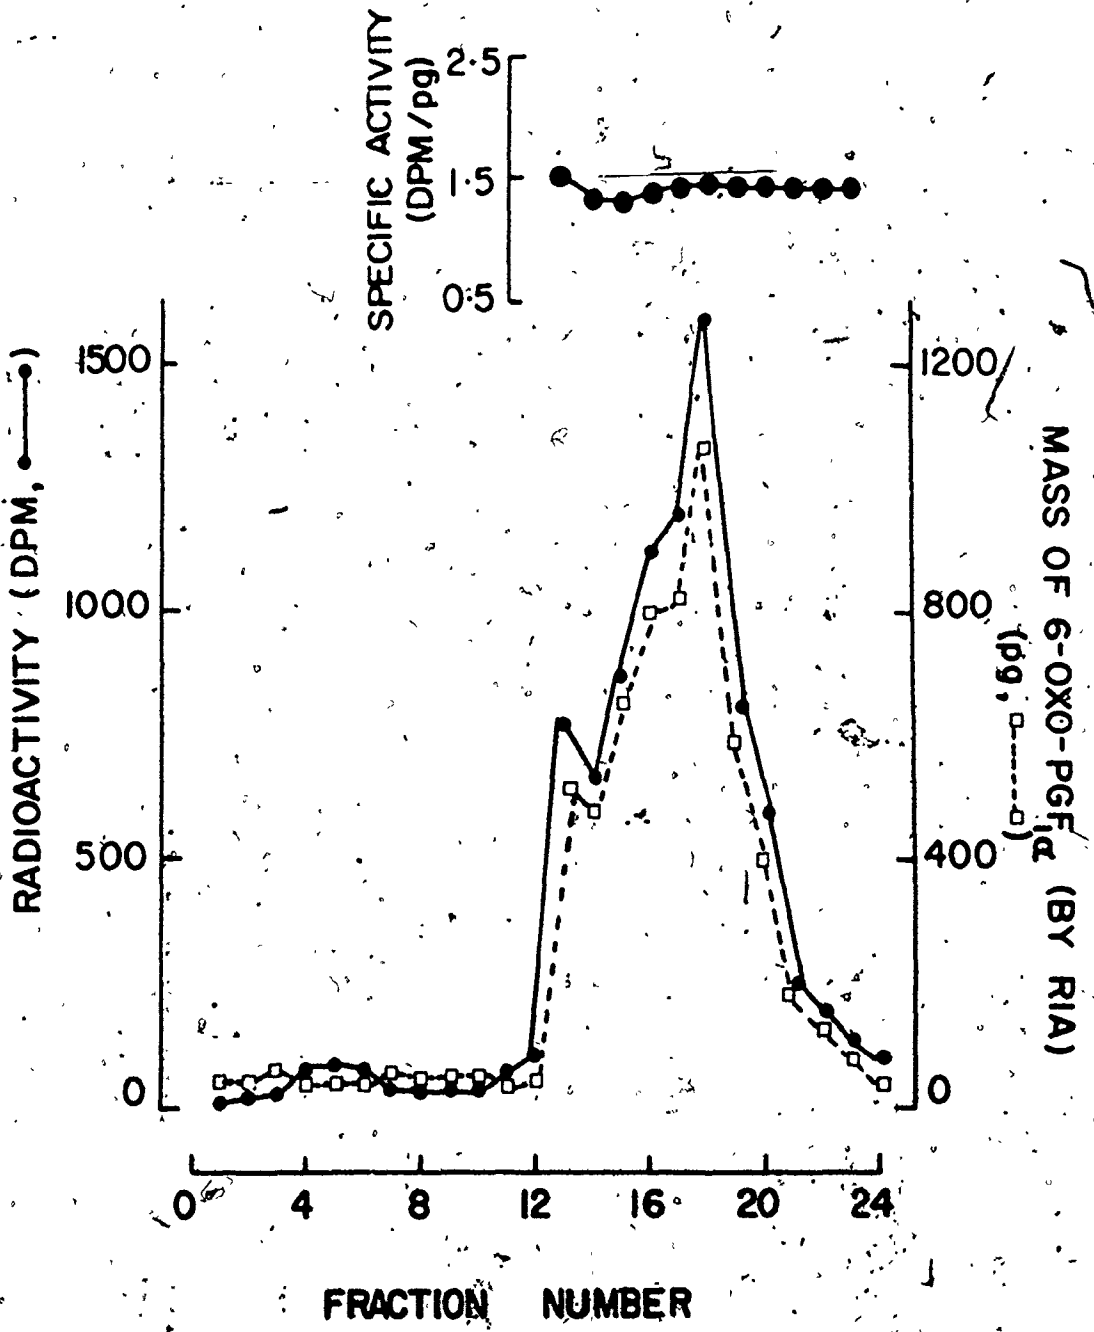 SPECIFIC ACTIVITY
(DPM/pg)
2.5
1.5
0.5
RADIOACTIVITY (DPM, )
1500
1000
500
0
1200
800
400
0
MASS OF 6-OXO-PGF1α (BY RIA)
(pg, )
0 4 8 12 16 20 24
FRACTION NUMBER